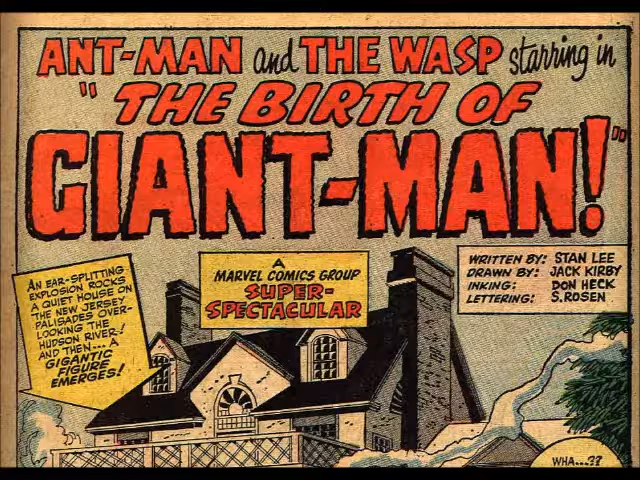 ANT-MAN and THE WASP starring in
"THE BIRTH OF
GIANT-MAN!"
WRITTEN BY: STAN LEE
DRAWN BY: JACK KIRBY
INKING: DON HECK
LETTERING: S.ROSEN
A
MARVEL COMICS GROUP
SUPER-
SPECTACULAR
AN EAR-SPLITTING
EXPLOSION ROCKS
A QUIET HOUSE ON
THE NEW JERSEY
PALISADES OVER-
LOOKING THE
HUDSON RIVER!
AND THEN... A
GIGANTIC
FIGURE
EMERGES!
WHA...??